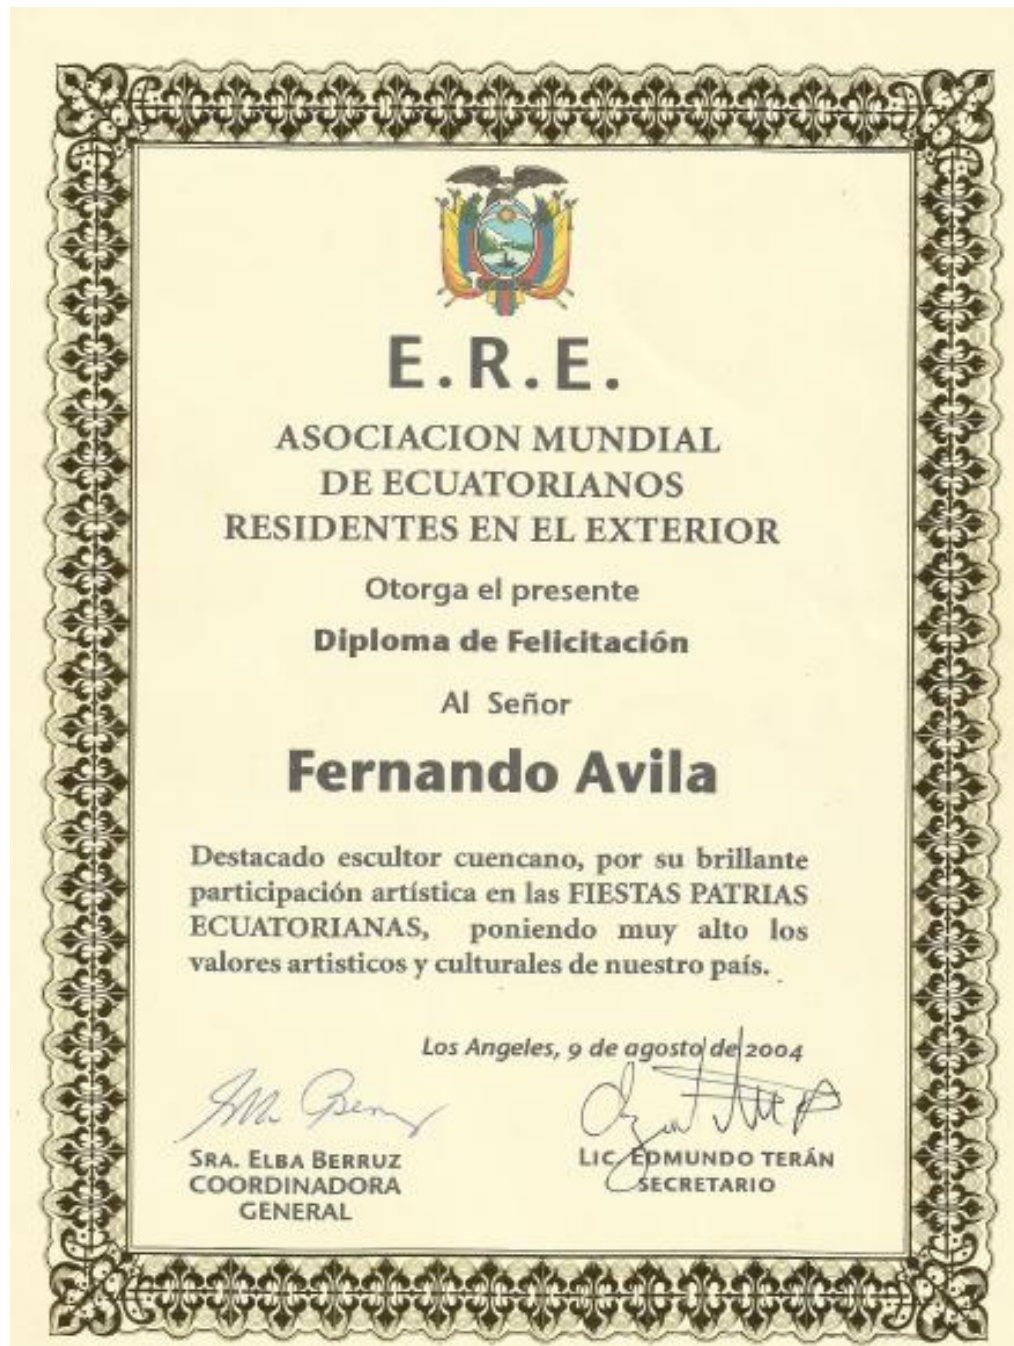 E.R.E.
ASOCIACION MUNDIAL
DE ECUATORIANOS
RESIDENTES EN EL EXTERIOR
Otorga el presente
Diploma de Felicitación
Al Señor
Fernando Avila
Destacado escultor cuencano, por su brillante
participación artística en las FIESTAS PATRIAS
ECUATORIANAS, poniendo muy alto los
valores artisticos y culturales de nuestro país.
Los Angeles, 9 de agosto de 2004
SRA. ELBA BERRUZ
COORDINADORA
GENERAL
LIC. EDMUNDO TERÁN
SECRETARIO